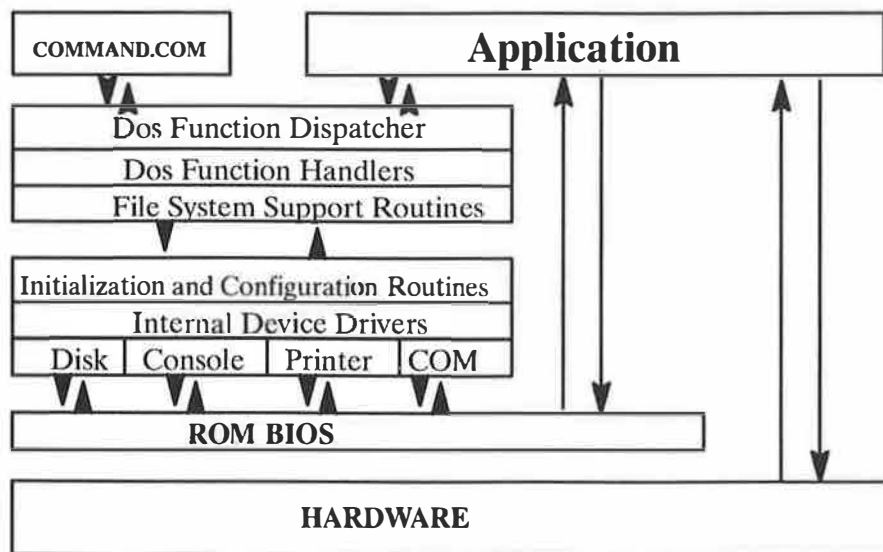 COMMAND.COM
Application
Dos Function Dispatcher
Dos Function Handlers
File System Support Routines
Initialization and Configuration Routines
Internal Device Drivers
Disk Console Printer COM
ROM BIOS
HARDWARE